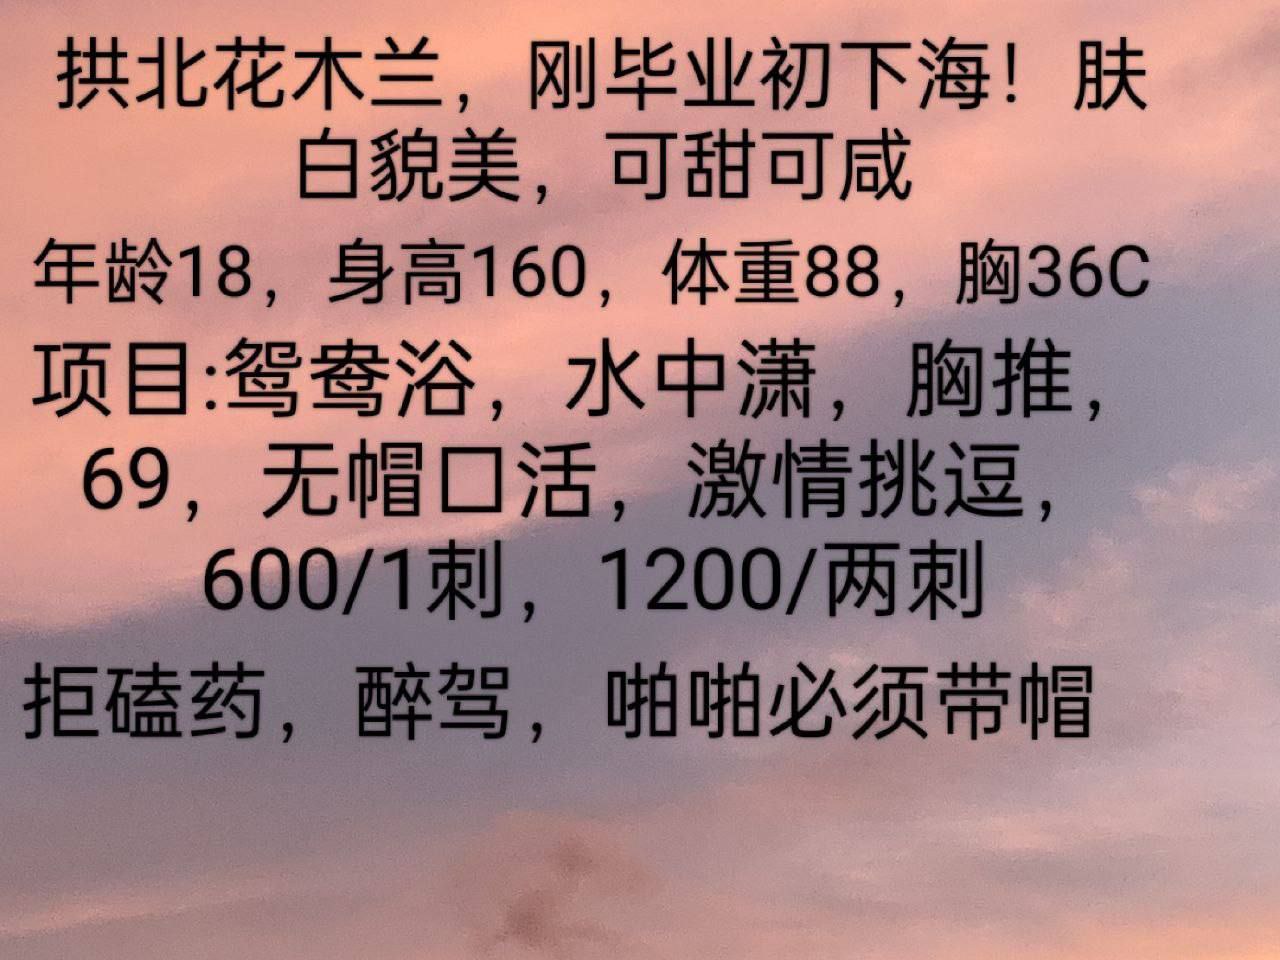 拱北花木兰，刚毕业初下海！肤
白貌美，可甜可咸
年龄18，身高160，体重88，胸36C
项目:鸳鸯浴，水中潇，胸推，
69，无帽口活，激情挑逗，
600/1刺，1200/两刺
拒磕药，醉驾，啪啪必须带帽